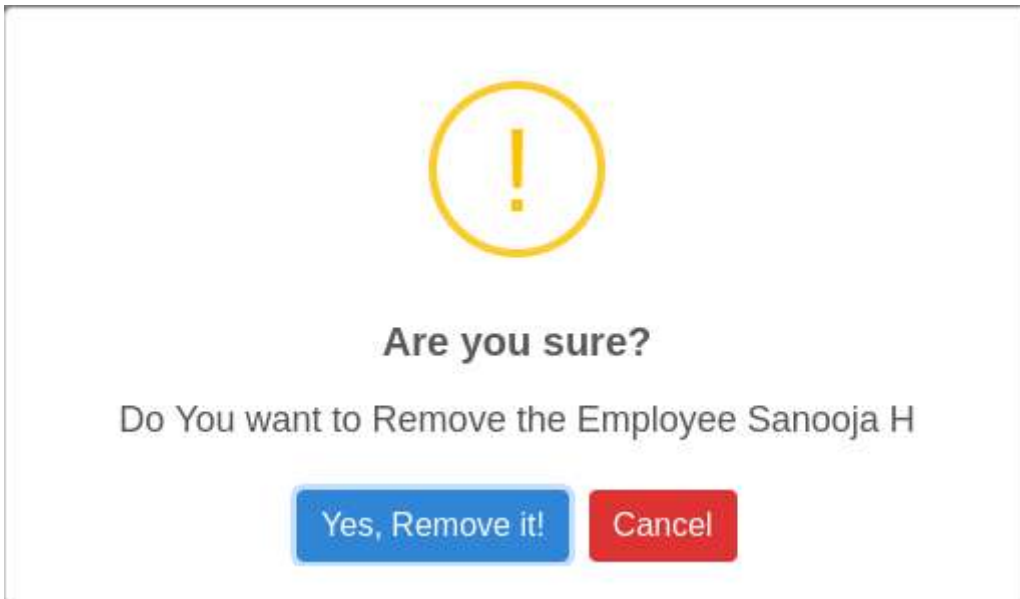 Are you sure?
Do You want to Remove the Employee Sanooja H
Yes, Remove it! Cancel